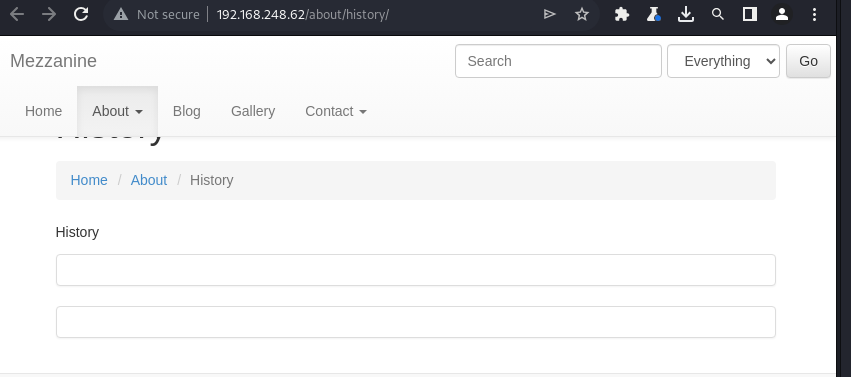 Not secure 192.168.248.62/about/history/
Mezzanine Search Everything Go
Home About Blog Gallery Contact
History
Home / About / History
History